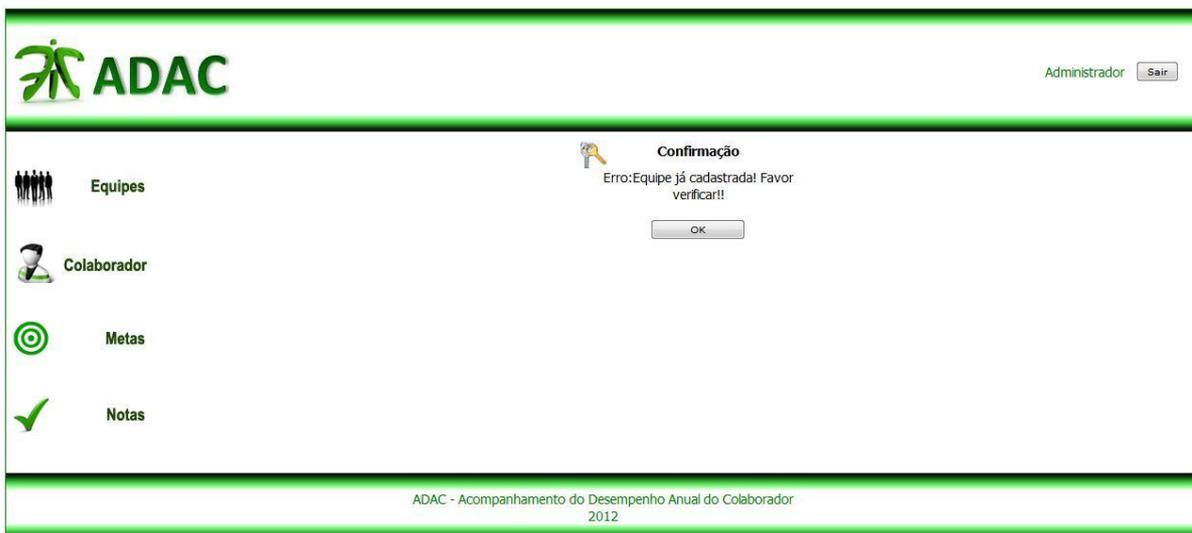 ADAC
Administrador Sair
Confirmação
Erro:Equipe já cadastrada! Favor
verificar!!
OK
Equipes
Colaborador
Metas
Notas
ADAC - Acompanhamento do Desempenho Anual do Colaborador
2012